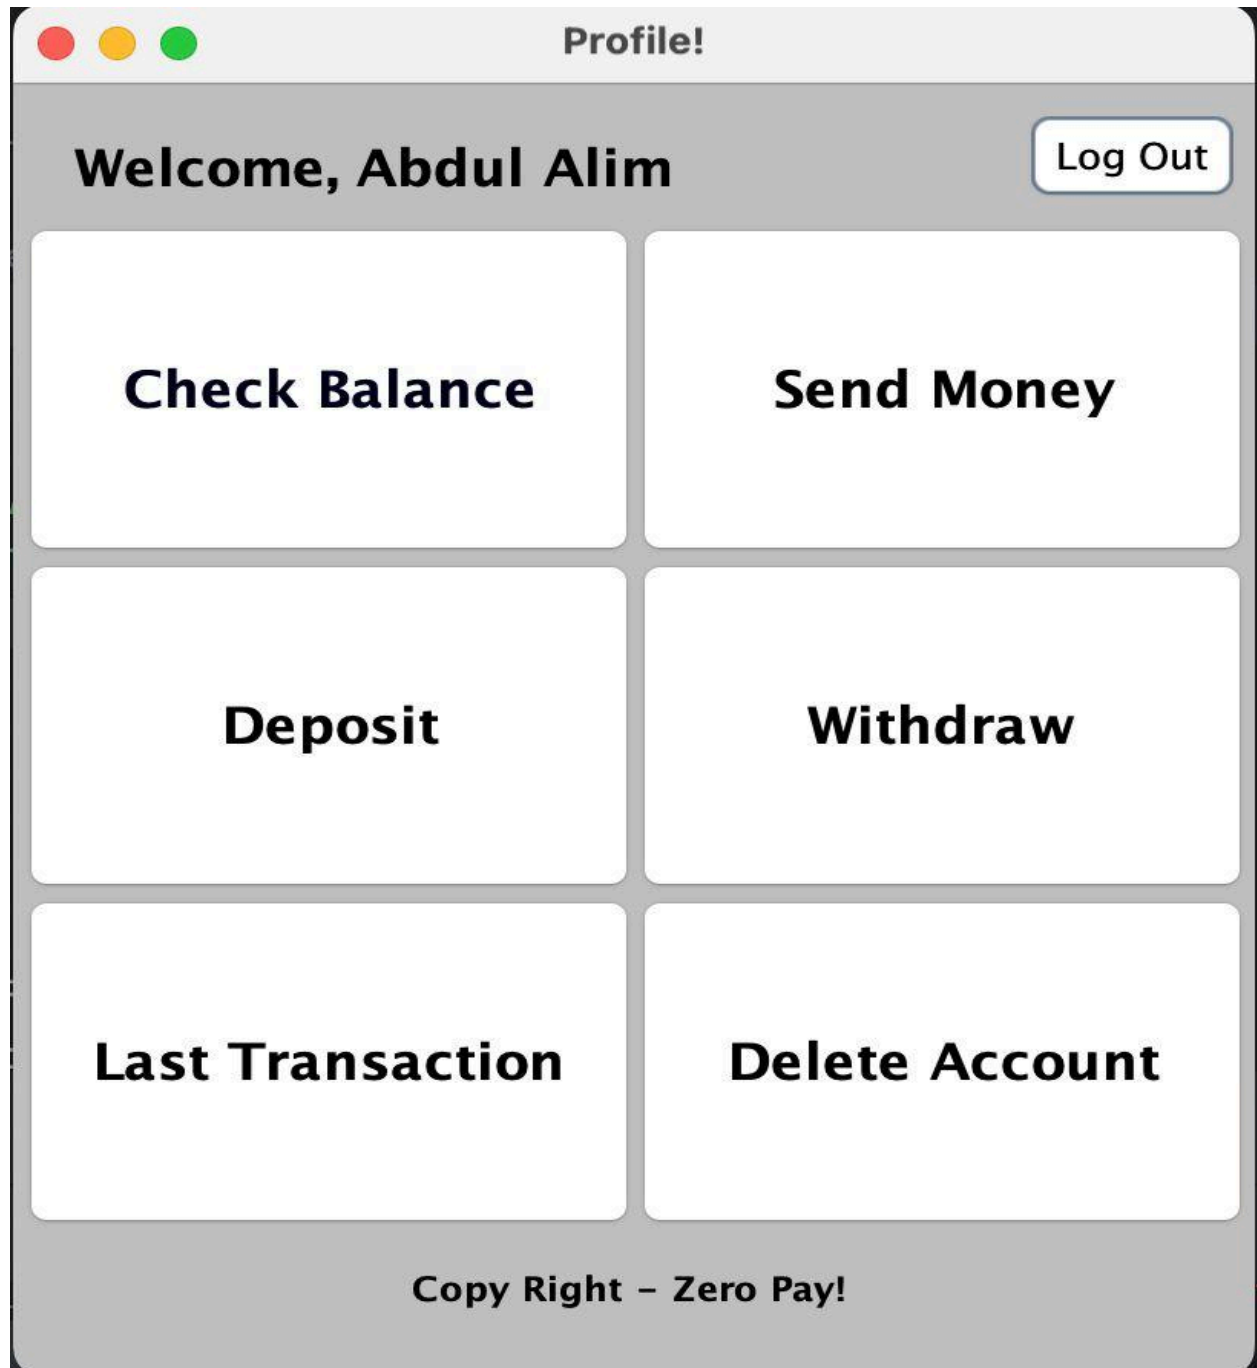 Profile!
Welcome, Abdul Alim
Log Out
Check Balance
Send Money
Deposit
Withdraw
Last Transaction
Delete Account
Copy Right – Zero Pay!